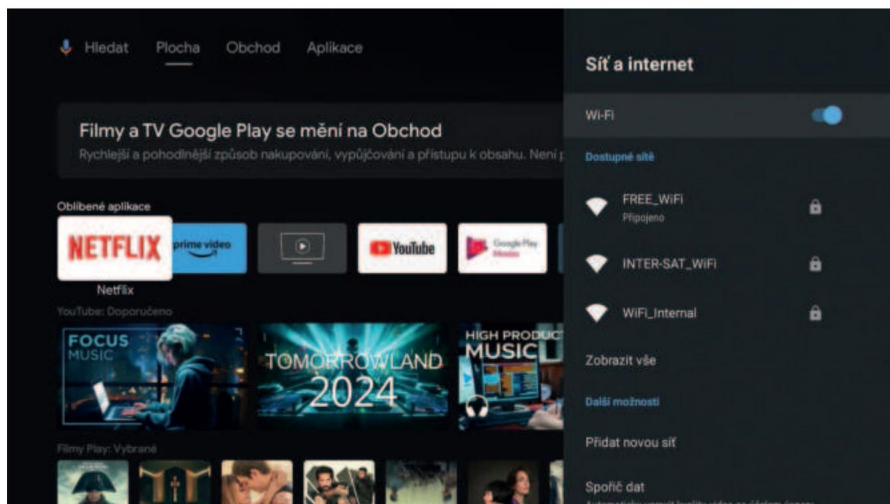 Hledat Plocha Obchod Aplikace
Filmy a TV Google Play se mění na Obchod
Rychlejší a pohodlnější způsob nakupování, vypůjčování a přístupu k obsahu. Není
Oblíbené aplikace
NETFLIX
prime video
YouTube
Google Play
Movies
Netflix
YouTube: Doporučeno
FOCUS
MUSIC
TOMORROWLAND
2024
HIGH PRODUC
MUSIC
Filmy Play: Vybrané
Síť a internet
Wi-Fi
Dostupné sítě
FREE_WiFi
Připojeno
INTER-SAT_WiFi
WiFi_Internal
Zobrazit vše
Další možnosti
Přidat novou síť
Spořič dat